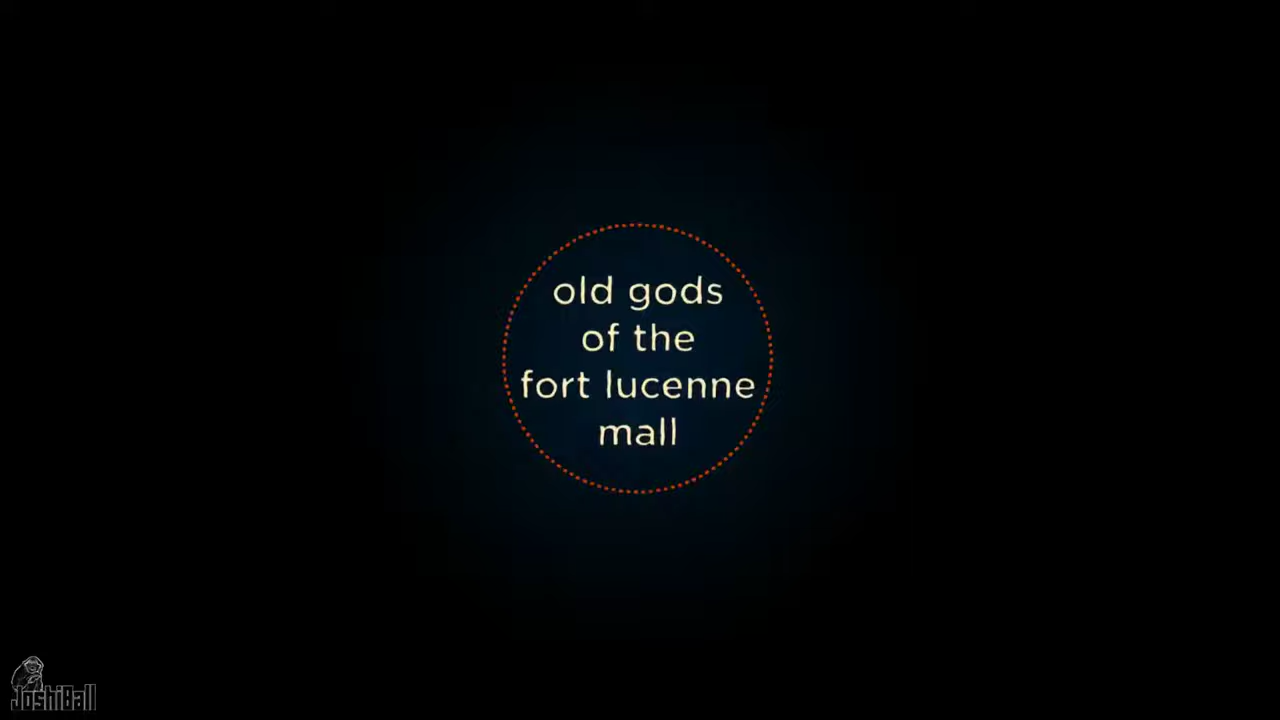 old gods
of the
fort lucenne
mall
JoshiBall